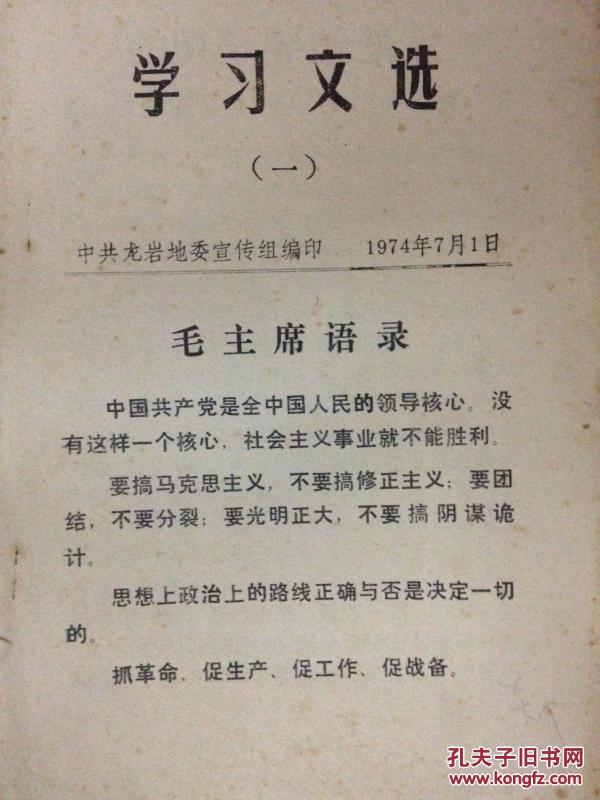 学习文选
（一）
中共龙岩地委宣传组编印 1974年7月1日
毛主席语录
中国共产党是全中国人民的领导核心。没
有这样一个核心，社会主义事业就不能胜利。
要搞马克思主义，不要搞修正主义；要团
结，不要分裂；要光明正大，不要搞阴谋诡
计。
思想上政治上的路线正确与否是决定一切
的。
抓革命、促生产、促工作、促战备。
孔夫子旧书网
www.kongfz.com